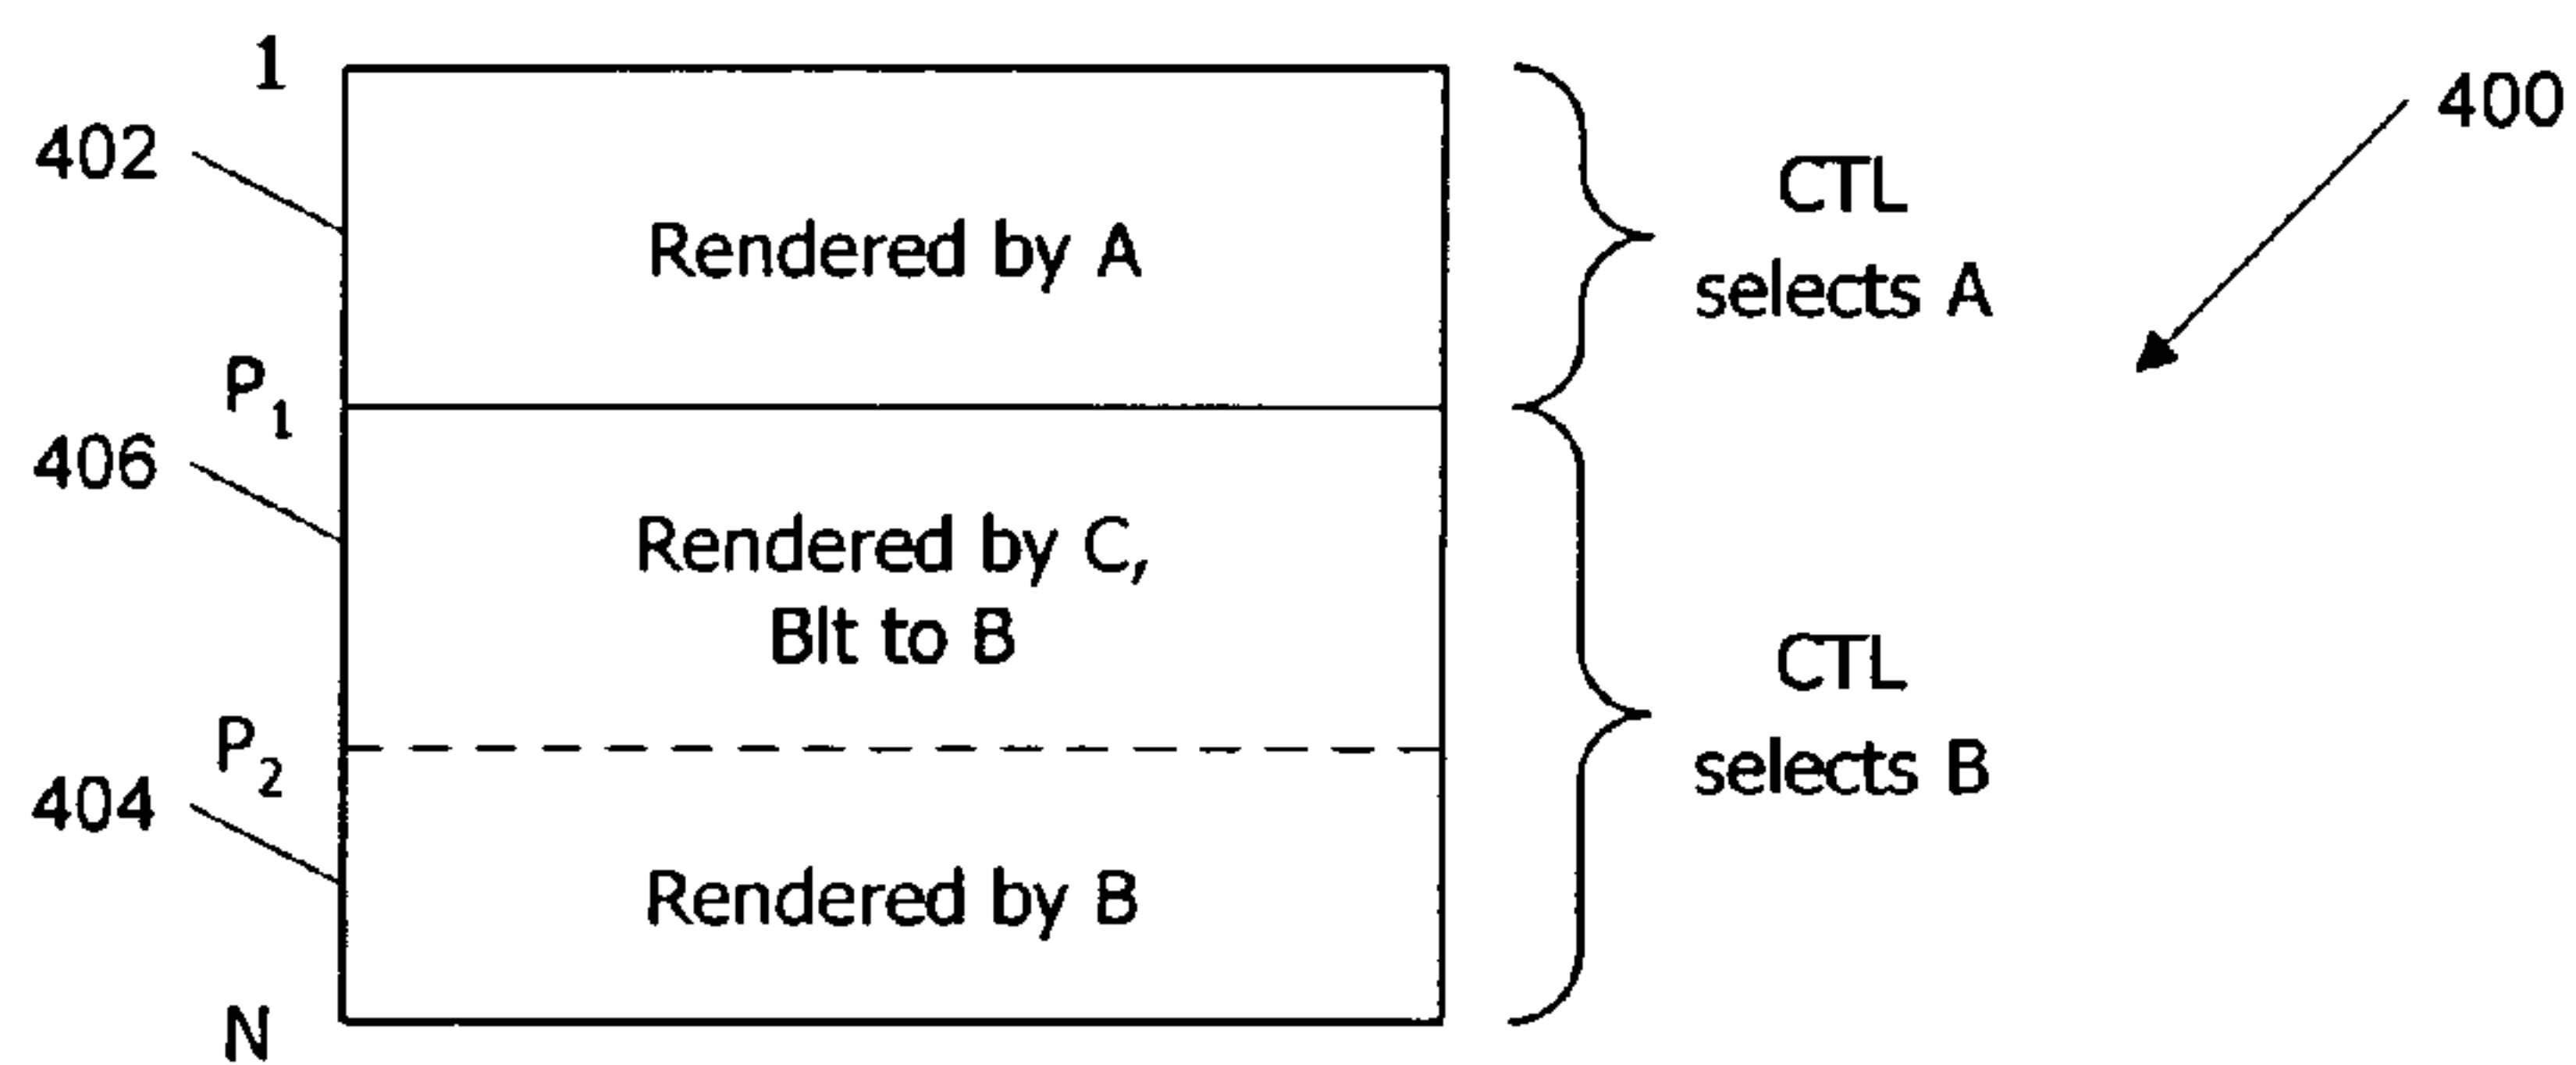 1
402
Rendered by A
CTL
selects A
400
P1
406
Rendered by C,
Blt to B
CTL
selects B
P2
404
Rendered by B
N